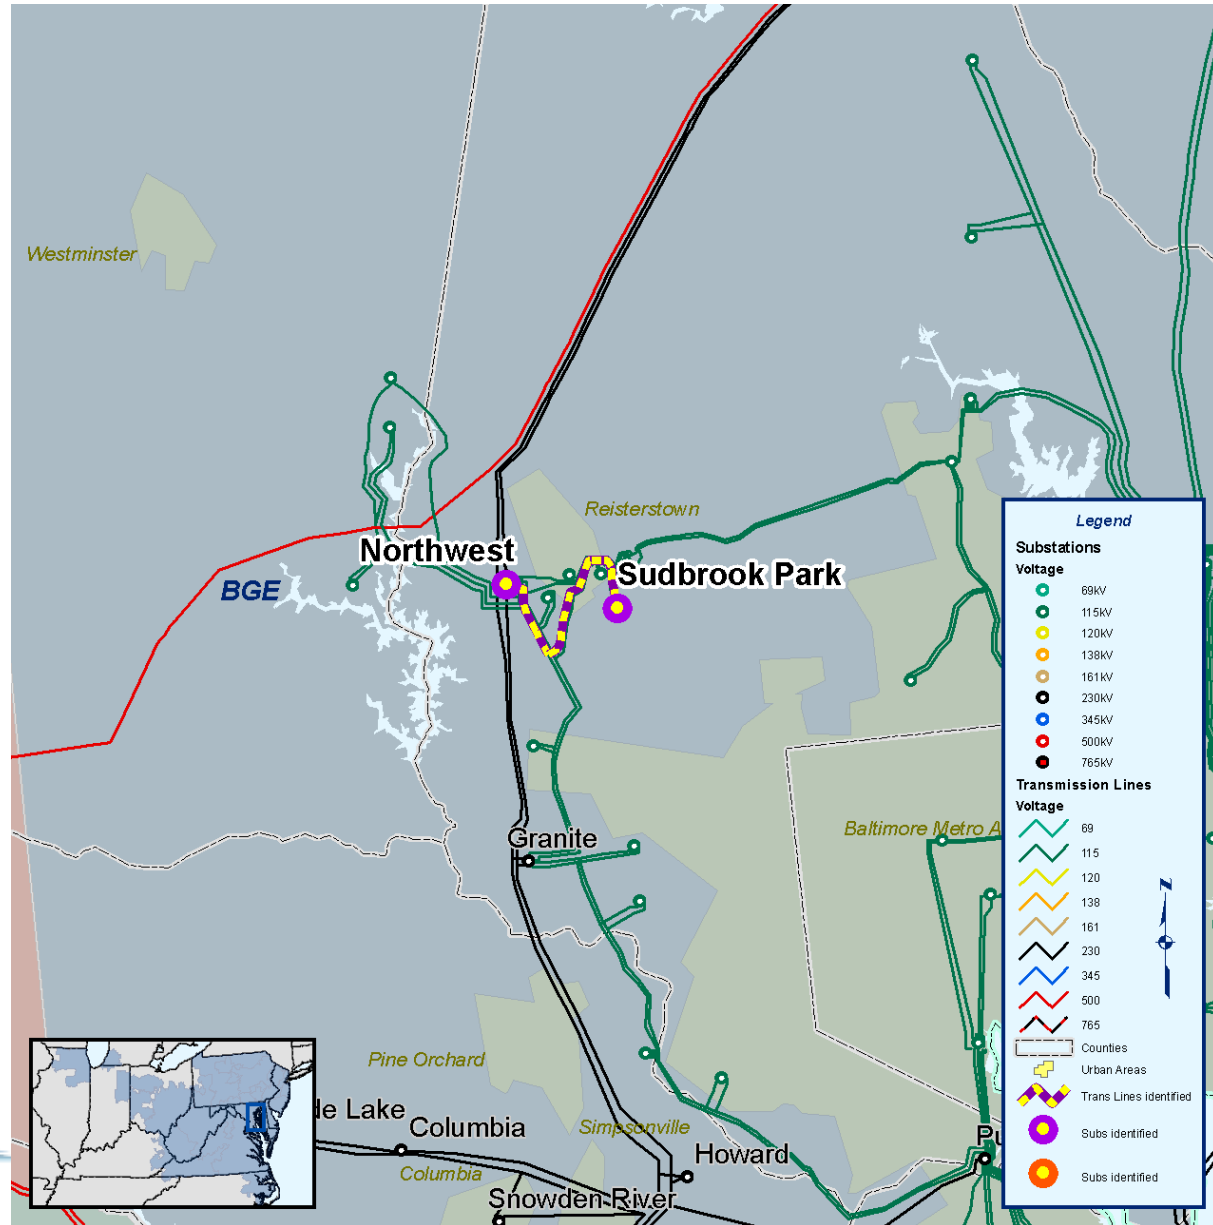 Westminster
Reisterstown
Northwest
Sudbrook Park
BGE
Baltimore Metro A
Granite
Pine Orchard
de Lake
Columbia
Simpsonville
Columbia
Howard
Snowden River
Pu
Legend
Substations
Voltage
69kV
115kV
120kV
138kV
161kV
230kV
345kV
500kV
765kV
Transmission Lines
Voltage
69
115
120
138
161
230
345
500
765
Counties
Urban Areas
Trans Lines identified
Subs identified
Subs identified
N